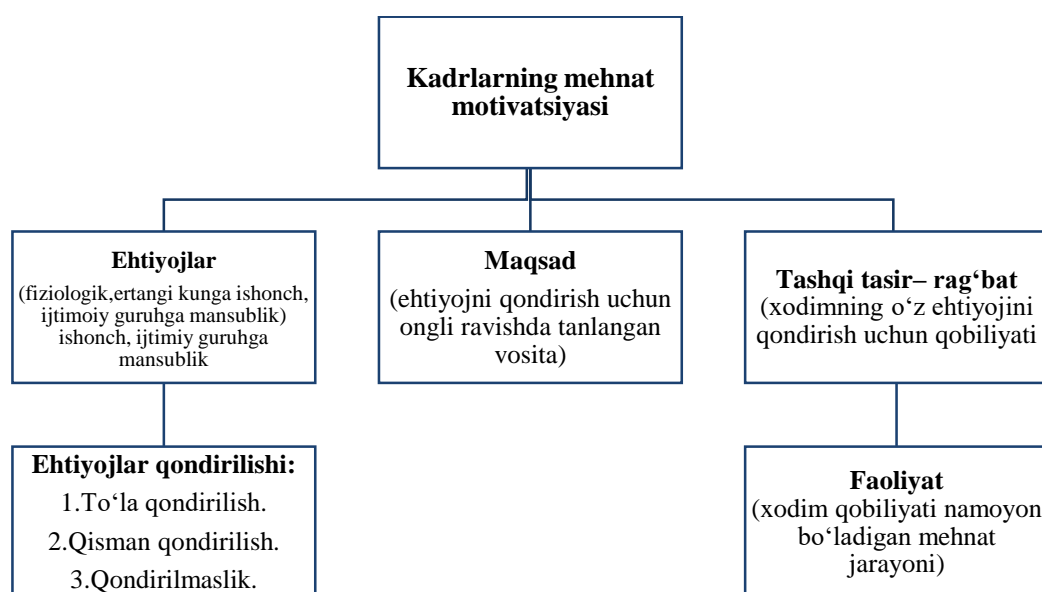 Kadrlarning mehnat
motivatsiyasi
Ehtiyojlar
(fiziologik,ertangi kunga ishonch,
ijtimoiy guruhga mansublik)
ishonch, ijtimiy guruhga
mansublik
Maqsad
(ehtiyojni qondirish uchun
ongli ravishda tanlangan
vosita)
Tashqi tasir– rag‘bat
(xodimning o‘z ehtiyojini
qondirish uchun qobiliyati
Ehtiyojlar qondirilishi:
1.To‘la qondirilish.
2.Qisman qondirilish.
3.Qondirilmaslik.
Faoliyat
(xodim qobiliyati namoyon
bo‘ladigan mehnat
jarayoni)